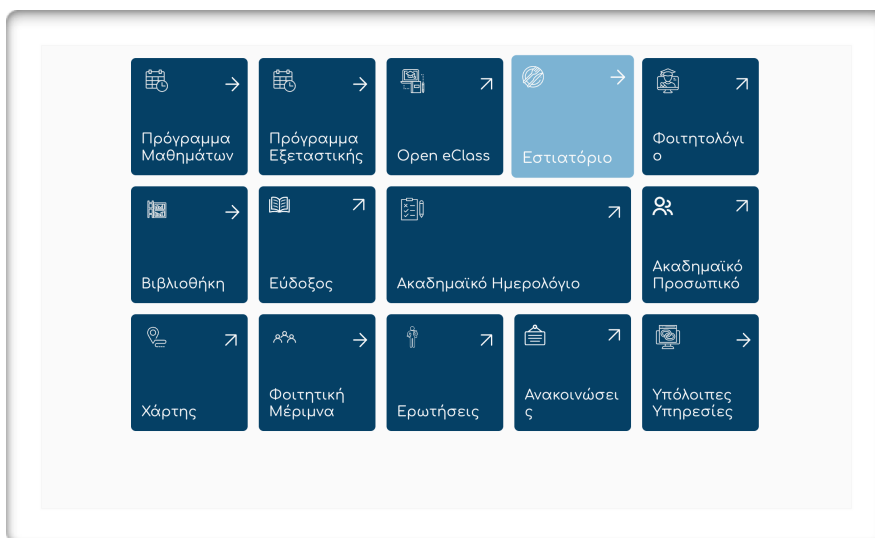 Πρόγραμμα
Μαθημάτων
Πρόγραμμα
Εξεταστικής
Open eClass
Εστιατόριο
Φοιτητολόγι
ο
Βιβλιοθήκη
Εύδοξος
Ακαδημαϊκό Ημερολόγιο
Ακαδημαϊκό
Προσωπικό
Χάρτης
Φοιτητική
Μέριμνα
Ερωτήσεις
Ανακοινώσει
ς
Υπόλοιπες
Υπηρεσίες